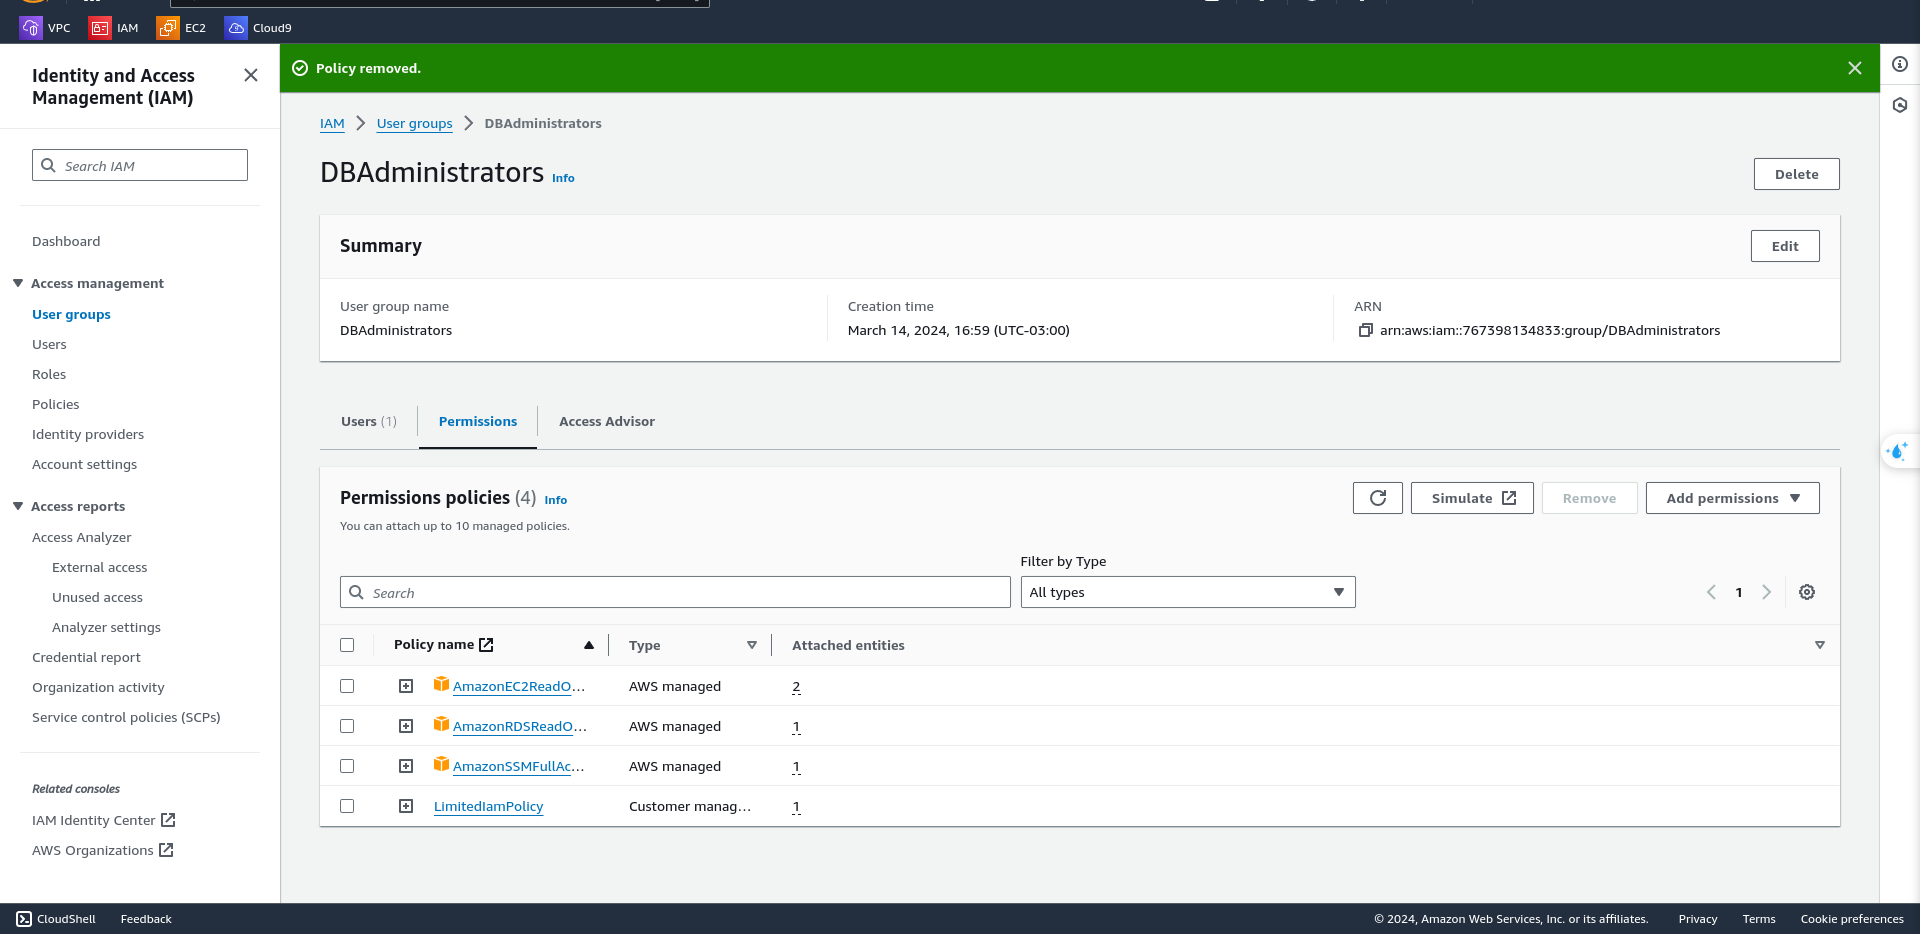 VPC IAM EC2 Cloud9
Identity and Access
Management (IAM)
Search IAM
Dashboard
Access management
User groups
Users
Roles
Policies
Identity providers
Account settings
Access reports
Access Analyzer
External access
Unused access
Analyzer settings
Credential report
Organization activity
Service control policies (SCPs)
Related consoles
IAM Identity Center
AWS Organizations
Policy removed.
IAM User groups DBAdministrators
DBAdministrators Info
Delete
Summary
Edit
User group name
DBAdministrators
Creation time
March 14, 2024, 16:59 (UTC-03:00)
ARN
arn:aws:iam::767398134833:group/DBAdministrators
Users (1) Permissions Access Advisor
Permissions policies (4) Info
You can attach up to 10 managed policies.
Simulate Remove Add permissions
Filter by Type
Search
All types
1
Policy name Type Attached entities
AmazonEC2ReadO... AWS managed 2
AmazonRDSReadO... AWS managed 1
AmazonSSMFullAc... AWS managed 1
LimitedIamPolicy Customer manag... 1
CloudShell Feedback
© 2024, Amazon Web Services, Inc. or its affiliates. Privacy Terms Cookie preferences